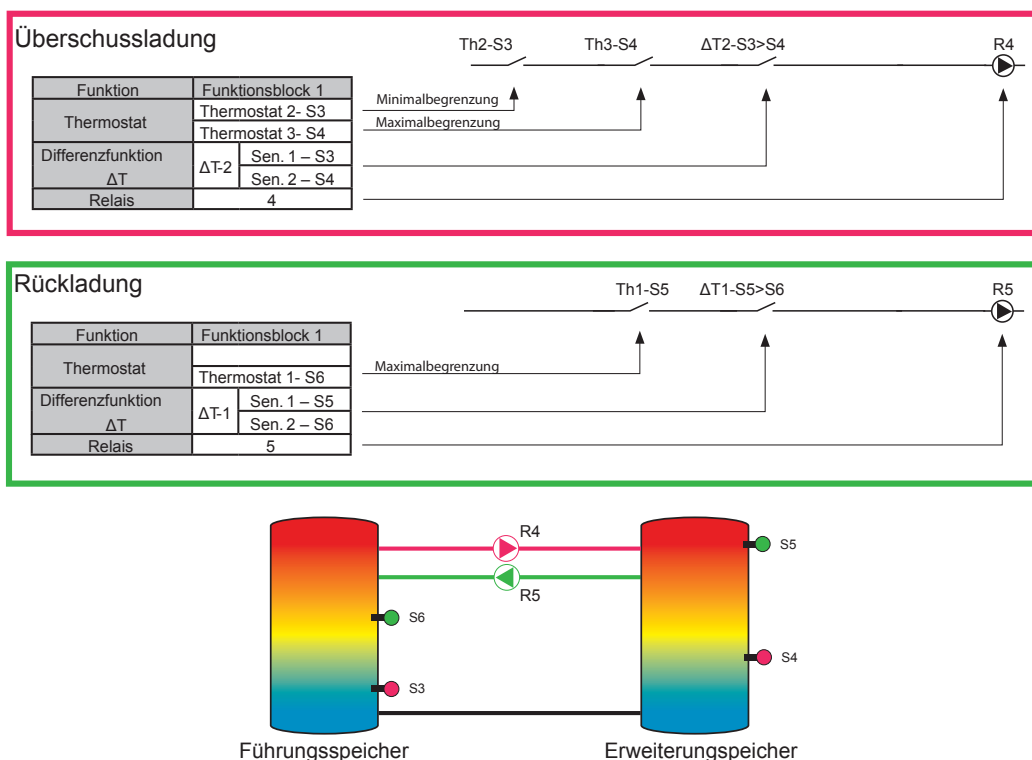 Überschussladung
Th2-S3 Th3-S4 ΔT2-S3>S4 R4
Funktion Funktionsblock 1
Thermostat Thermostat 2- S3
Thermostat 3- S4
Minimalbegrenzung
Maximalbegrenzung
Differenzfunktion ΔT ΔT-2 Sen. 1 – S3
Sen. 2 – S4
Relais 4
Rückladung
Th1-S5 ΔT1-S5>S6 R5
Funktion Funktionsblock 1
Thermostat Thermostat 1- S6
Maximalbegrenzung
Differenzfunktion ΔT ΔT-1 Sen. 1 – S5
Sen. 2 – S6
Relais 5
R4
S5
R5
S6
S4
S3
Führungsspeicher Erweiterungpeicher